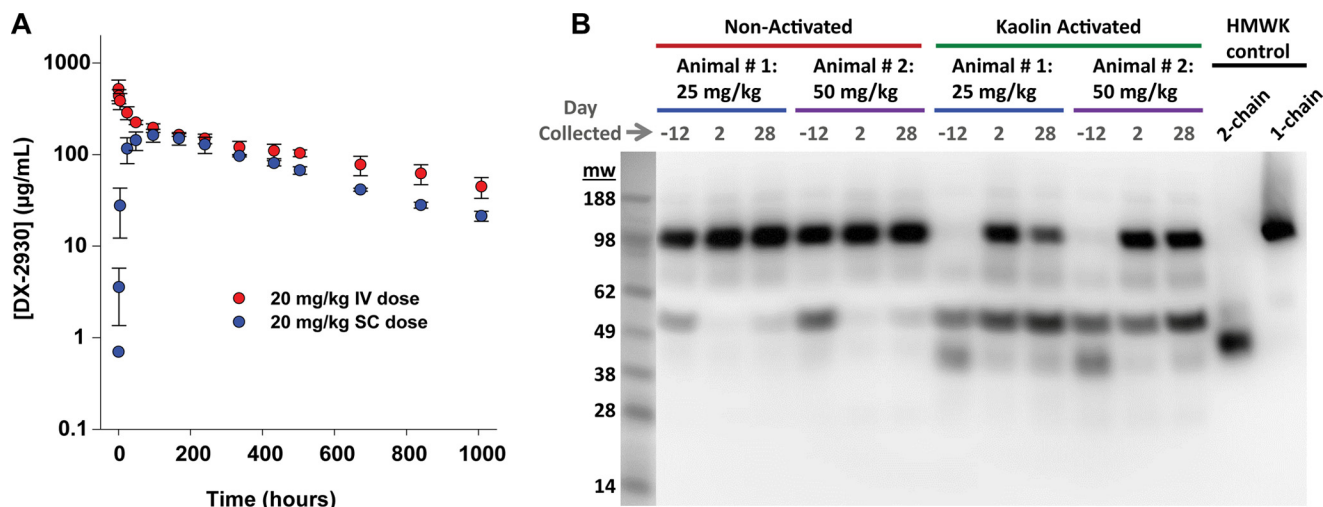 A
[DX-2930] (µg/mL)
1000
100
10
1
0.1
20 mg/kg IV dose
20 mg/kg SC dose
0 200 400 600 800 1000
Time (hours)
B
Non-Activated Kaolin Activated HMWK control
Animal # 1: 25 mg/kg Animal # 2: 50 mg/kg Animal # 1: 25 mg/kg Animal # 2: 50 mg/kg
2-chain 1-chain
Day Collected → -12 2 28 -12 2 28 -12 2 28 -12 2 28
mw
188
98
62
49
38
28
14